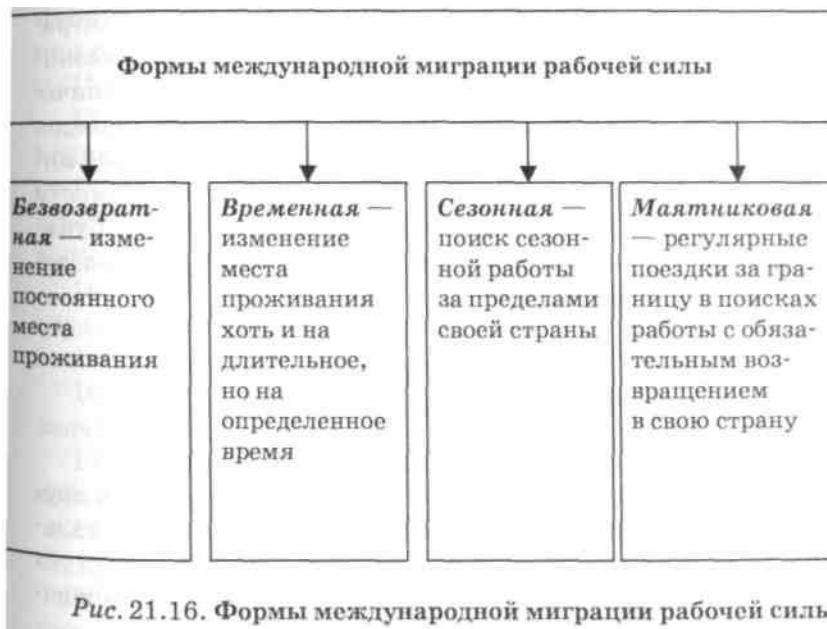 Формы международной миграции рабочей силы
Безвозврат-
ная — изме-
нение
постоянного
места
проживания
Временная —
изменение
места
проживания
хоть и на
длительное,
но на
определенное
время
Сезонная —
поиск сезон-
ной работы
за пределами
своей страны
Маятниковая
— регулярные
поездки за гра-
ницу в поисках
работы с обяза-
тельным воз-
вращением
в свою страну
Рис. 21.16. Формы международной миграции рабочей силы